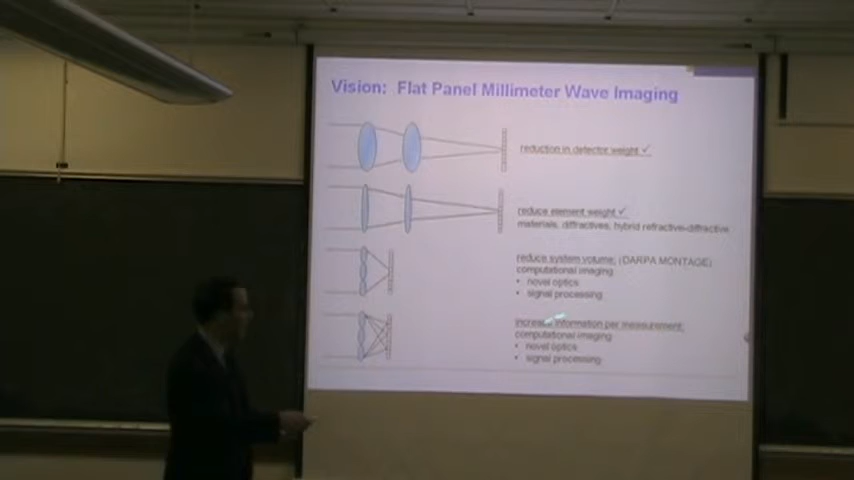 Vision: Flat Panel Millimeter Wave Imaging
reduction in detector weight ✓
reduce element weight ✓
materials, diffractives, hybrid refractive-diffractive
reduce system volume, (DARPA MONTAGE)
computational imaging
• novel optics
• signal processing
increase information per measurement,
computational imaging
• novel optics
• signal processing